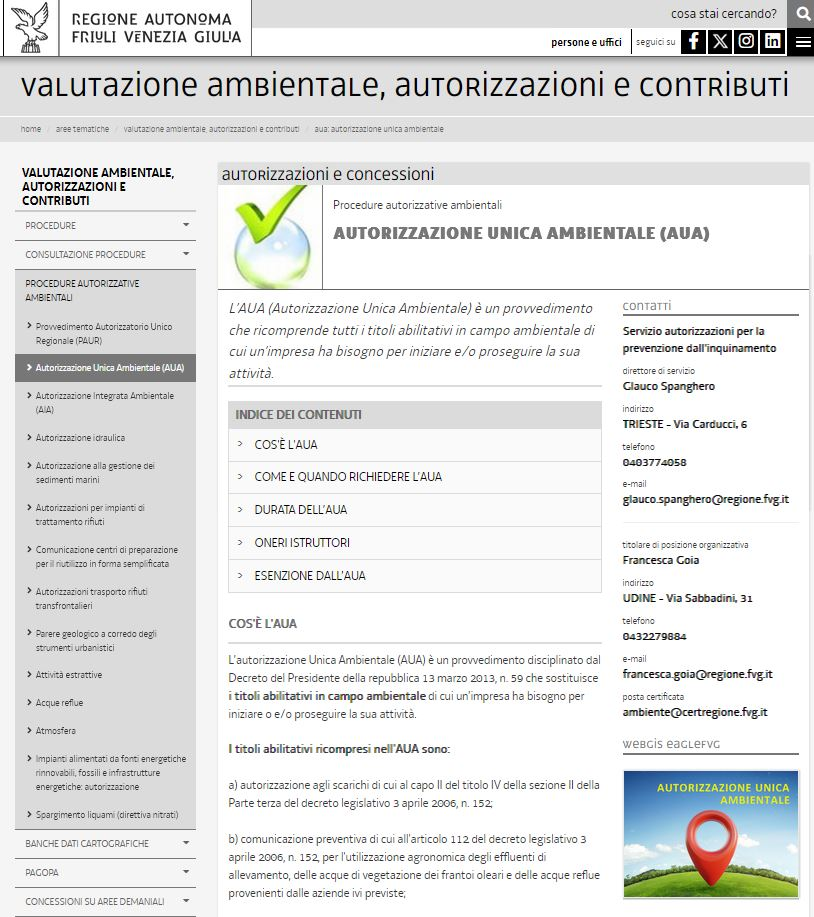 REGIONE AUTONOMA
FRIULI VENEZIA GIULIA
cosa stai cercando?
persone e uffici
seguici su
valutazione ambientale, autorizzazioni e contributi
home / aree tematiche / valutazione ambientale, autorizzazioni e contributi / aua: autorizzazione unica ambientale
VALUTAZIONE AMBIENTALE,
AUTORIZZAZIONI E
CONTRIBUTI
PROCEDURE
CONSULTAZIONE PROCEDURE
PROCEDURE AUTORIZZATIVE
AMBIENTALI
Provvedimento Autorizzatorio Unico
Regionale (PAUR)
Autorizzazione Unica Ambientale (AUA)
Autorizzazione Integrata Ambientale
(AIA)
Autorizzazione idraulica
Autorizzazione alla gestione dei
sedimenti marini
Autorizzazioni per impianti di
trattamento rifiuti
Comunicazione centri di preparazione
per il riutilizzo in forma semplificata
Autorizzazioni trasporto rifiuti
transfrontalieri
Parere geologico a corredo degli
strumenti urbanistici
Attività estrattive
Acque reflue
Atmosfera
Impianti alimentati da fonti energetiche
rinnovabili, fossili e infrastrutture
energetiche: autorizzazione
Spargimento liquami (direttiva nitrati)
BANCHE DATI CARTOGRAFICHE
PAGOPA
CONCESSIONI SU AREE DEMANIALI
autorizzazioni e concessioni
Procedure autorizzative ambientali
AUTORIZZAZIONE UNICA AMBIENTALE (AUA)
L'AUA (Autorizzazione Unica Ambientale) è un provvedimento
che ricomprende tutti i titoli abilitativi in campo ambientale di
cui un'impresa ha bisogno per iniziare e/o proseguire la sua
attività.
INDICE DEI CONTENUTI
> COS'È L'AUA
> COME E QUANDO RICHIEDERE L'AUA
> DURATA DELL'AUA
> ONERI ISTRUTTORI
> ESENZIONE DALL'AUA
COS'È L'AUA
L'autorizzazione Unica Ambientale (AUA) è un provvedimento disciplinato dal
Decreto del Presidente della repubblica 13 marzo 2013, n. 59 che sostituisce
i titoli abilitativi in campo ambientale di cui un'impresa ha bisogno per
iniziare o e/o proseguire la sua attività.
I titoli abilitativi ricompresi nell'AUA sono:
a) autorizzazione agli scarichi di cui al capo II del titolo IV della sezione II della
Parte terza del decreto legislativo 3 aprile 2006, n. 152;
b) comunicazione preventiva di cui all'articolo 112 del decreto legislativo 3
aprile 2006, n. 152, per l'utilizzazione agronomica degli effluenti di
allevamento, delle acque di vegetazione dei frantoi oleari e delle acque reflue
provenienti dalle aziende ivi previste;
contatti
Servizio autorizzazioni per la
prevenzione dall'inquinamento
direttore di servizio
Glauco Spanghero
indirizzo
TRIESTE - Via Carducci, 6
telefono
0403774058
e-mail
glauco.spanghero@regione.fvg.it
titolare di posizione organizzativa
Francesca Goia
indirizzo
UDINE - Via Sabbadini, 31
telefono
0432279884
e-mail
francesca.goia@regione.fvg.it
posta certificata
ambiente@certregione.fvg.it
webgis eaglefvg
AUTORIZZAZIONE UNICA
AMBIENTALE